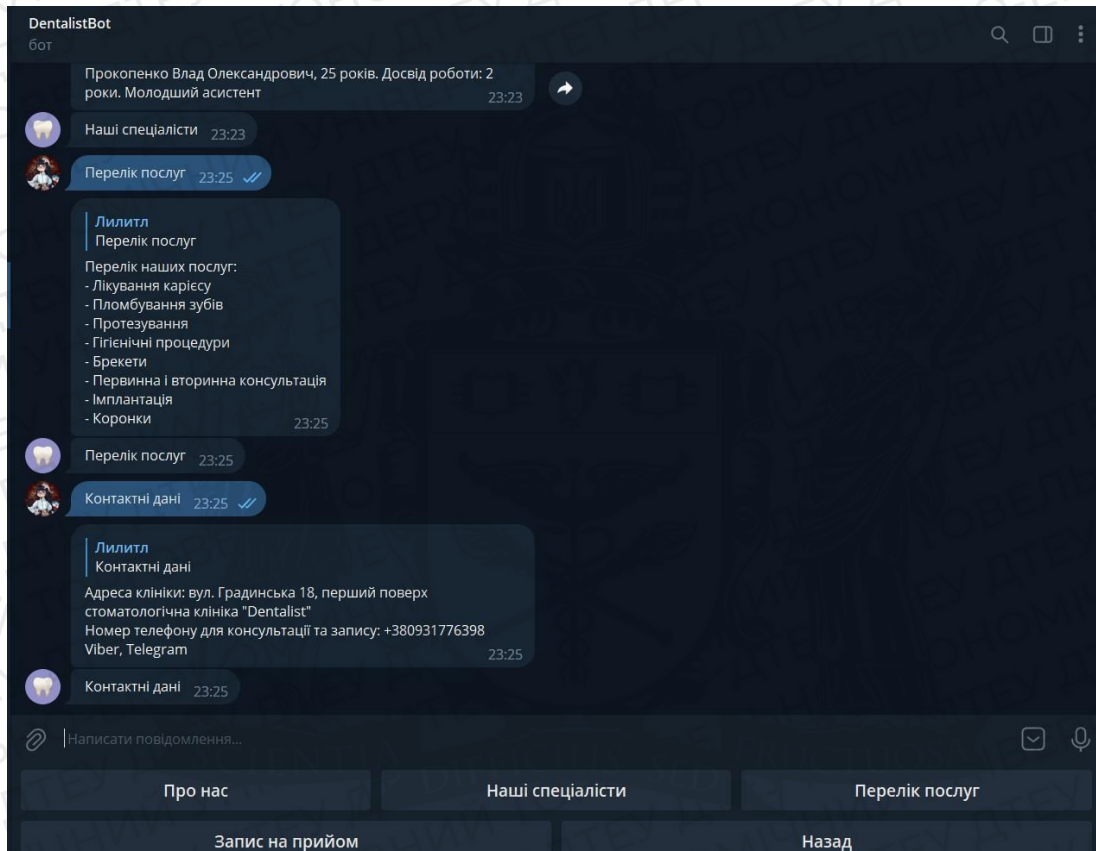 DentalistBot
бот
Прокопенко Влад Олександрович, 25 років. Досвід роботи: 2
роки. Молодший асистент
23:23
Наші спеціалісти 23:23
Перелік послуг 23:25
Лилитл
Перелік послуг
Перелік наших послуг:
- Лікування карієсу
- Пломбування зубів
- Протезування
- Гігієнічні процедури
- Брекети
- Первинна і вторинна консультація
- Імплантація
- Коронки
23:25
Перелік послуг 23:25
Контактні дані 23:25
Лилитл
Контактні дані
Адреса клініки: вул. Градинська 18, перший поверх
стоматологічна клініка "Dentalist"
Номер телефону для консультації та запису: +380931776398
Viber, Telegram
23:25
Контактні дані 23:25
Написати повідомлення...
Про нас
Наші спеціалісти
Перелік послуг
Запис на прийом
Назад